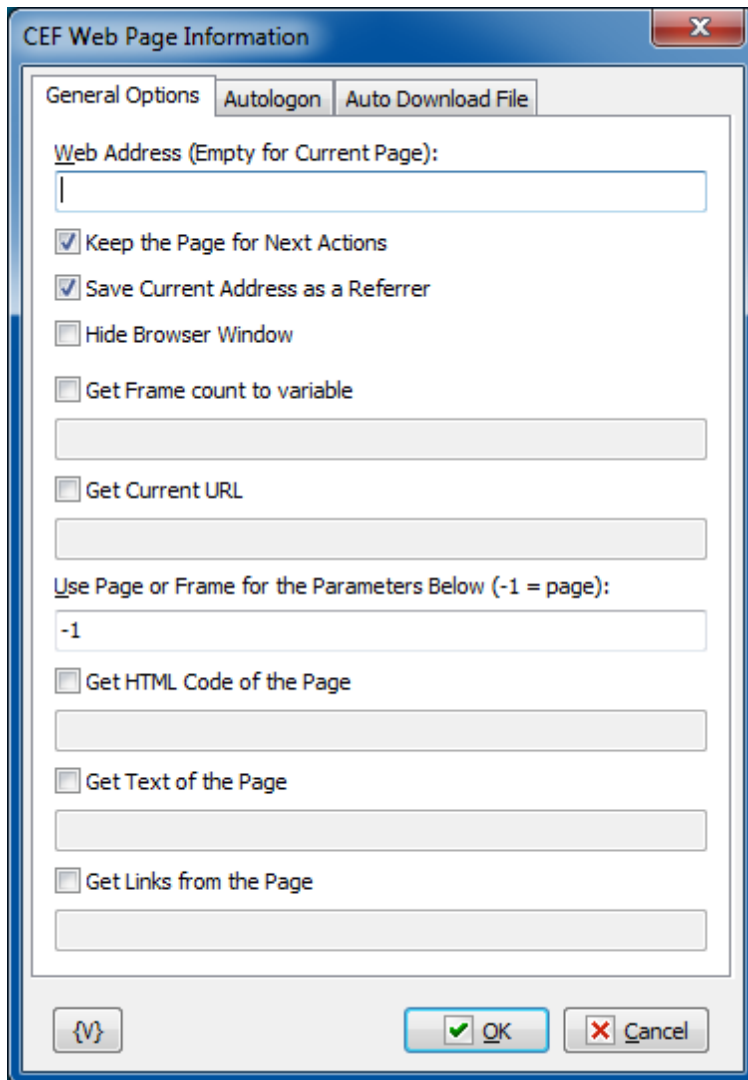 CEF Web Page Information
General Options Autologon Auto Download File
Web Address (Empty for Current Page):
Keep the Page for Next Actions
Save Current Address as a Referrer
Hide Browser Window
Get Frame count to variable
Get Current URL
Use Page or Frame for the Parameters Below (-1 = page):
-1
Get HTML Code of the Page
Get Text of the Page
Get Links from the Page
{V} OK Cancel